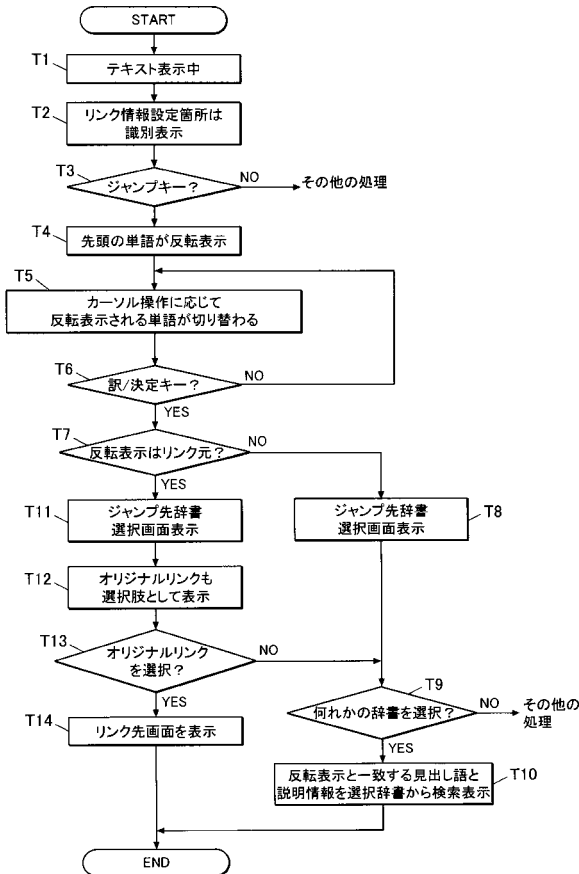 START
T1
テキスト表示中
T2
リンク情報設定箇所は
識別表示
T3
ジャンプキー?
NO
その他の処理
T4
先頭の単語が反転表示
T5
カーソル操作に応じて
反転表示される単語が切り替わる
T6
訳/決定キー?
NO
YES
T7
反転表示はリンク元?
NO
YES
T11
ジャンプ先辞書
選択画面表示
ジャンプ先辞書
選択画面表示
T8
T12
オリジナルリンクも
選択肢として表示
T13
オリジナルリンク
を選択?
NO
YES
T9
何れかの辞書を選択?
NO
その他の
処理
YES
T14
リンク先画面を表示
反転表示と一致する見出し語と
説明情報を選択辞書から検索表示
T10
END